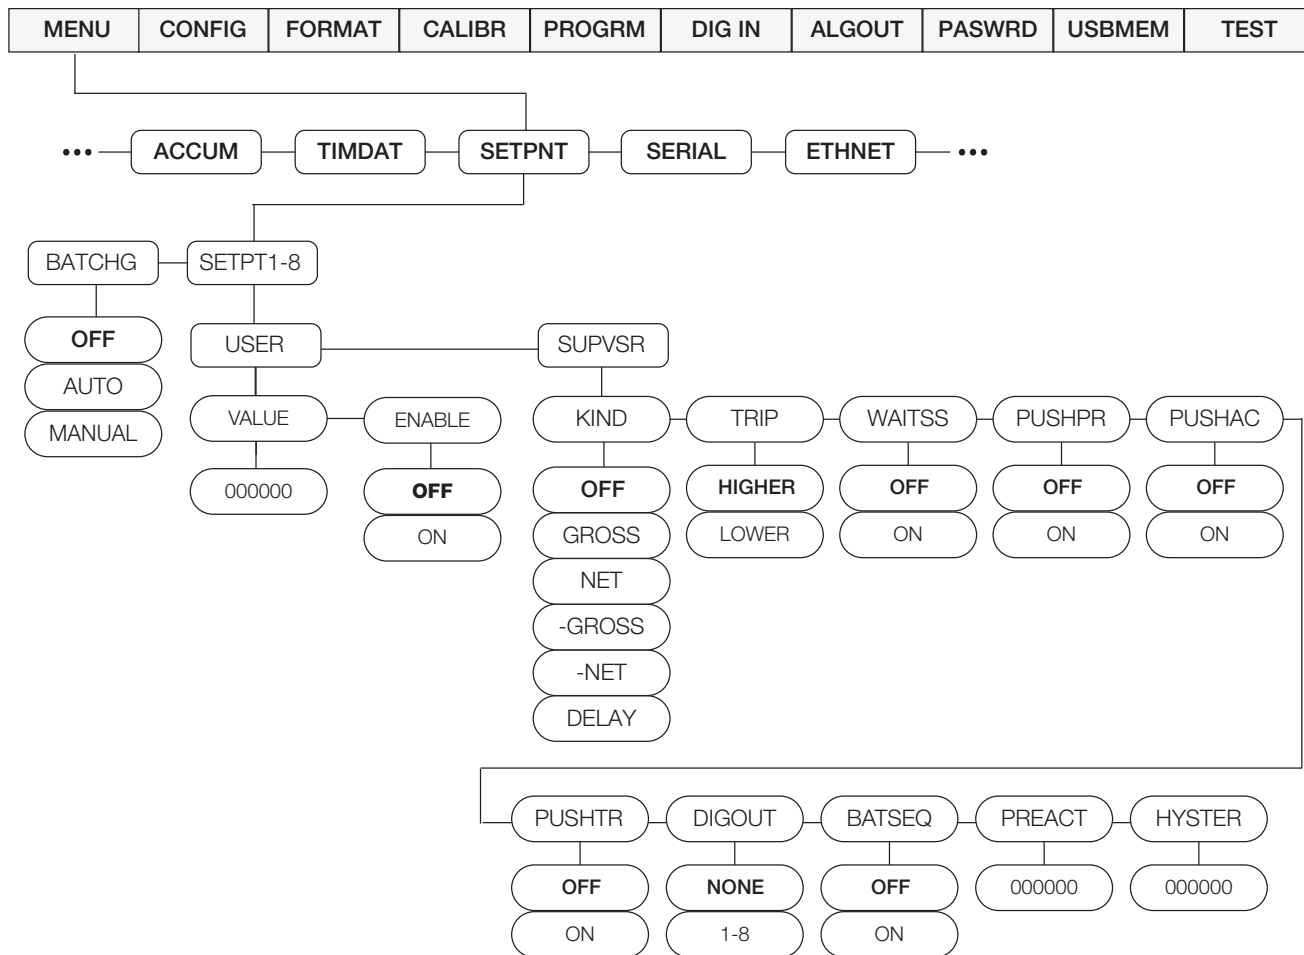 MENU CONFIG FORMAT CALIBR PROGRM DIG IN ALGOUT PASWRD USBMEM TEST
••• ACCUM TIMDAT SETPNT SERIAL ETHNET •••
BATCHG SETPT1-8
OFF
AUTO
MANUAL
USER SUPVSR
VALUE ENABLE
000000 OFF
ON
KIND TRIP WAITSS PUSHPR PUSHAC
OFF HIGHER OFF OFF OFF
GROSS LOWER ON ON ON
NET
-GROSS
-NET
DELAY
PUSHTR DIGOUT BATSEQ PREACT HYSTER
OFF NONE OFF 000000 000000
ON 1-8 ON